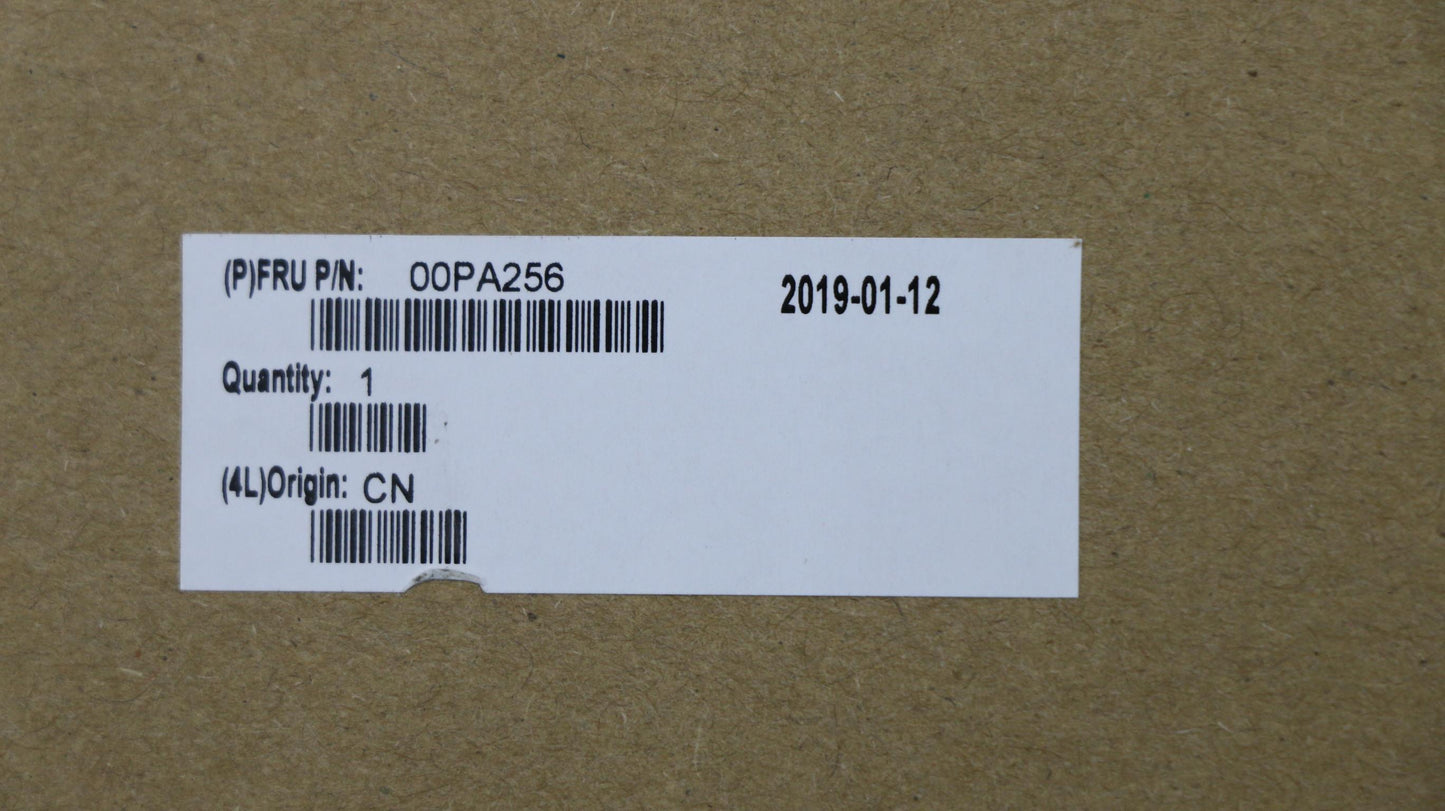 (P)FRU P/N: 00PA256
2019-01-12
Quantity: 1
(4L)Origin: CN